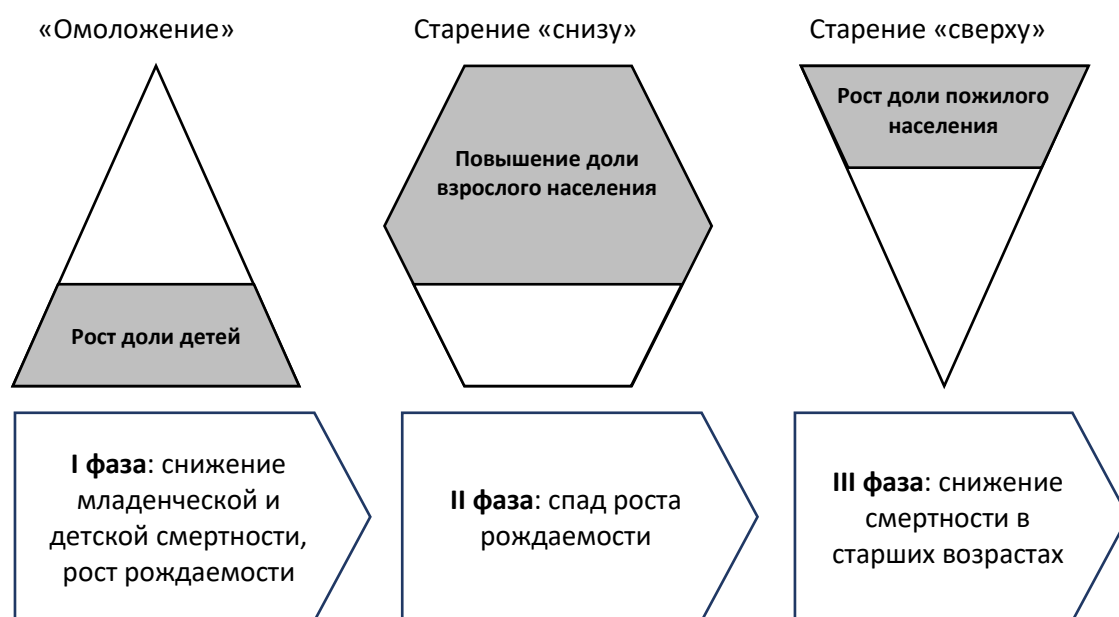 «Омоложение»
Старение «снизу»
Старение «сверху»
Рост доли детей
Повышение доли
взрослого населения
Рост доли пожилого
населения
I фаза: снижение
младенческой и
детской смертности,
рост рождаемости
II фаза: спад роста
рождаемости
III фаза: снижение
смертности в
старших возрастах